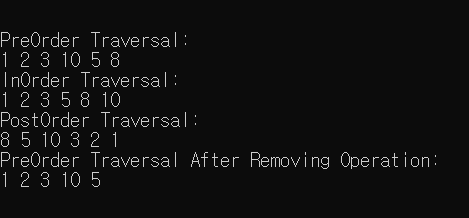 PreOrder Traversal:
1 2 3 10 5 8
InOrder Traversal:
1 2 3 5 8 10
PostOrder Traversal:
8 5 10 3 2 1
PreOrder Traversal After Removing Operation:
1 2 3 10 5